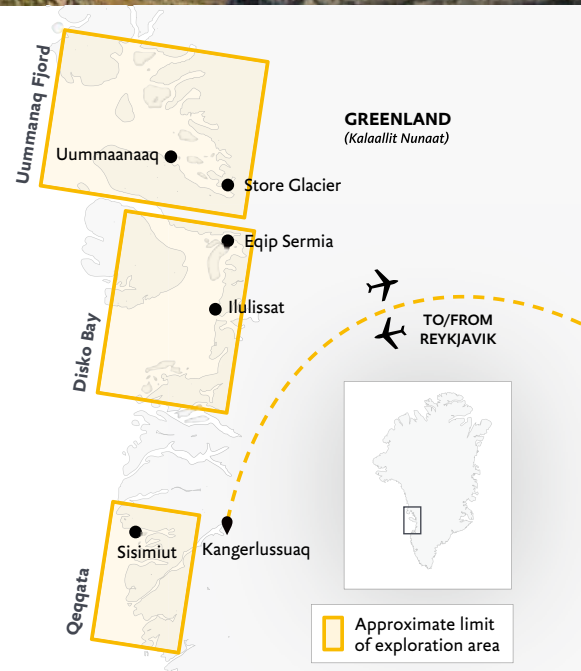 Uummanaq Fjord
GREENLAND
(Kalaallit Nunaat)
Uummaanaaq
Store Glacier
Eqip Sermia
Ilulissat
Disko Bay
TO/FROM
REYKJAVIK
Sisimiut
Kangerlussuaq
Qeqqata
Approximate limit
of exploration area